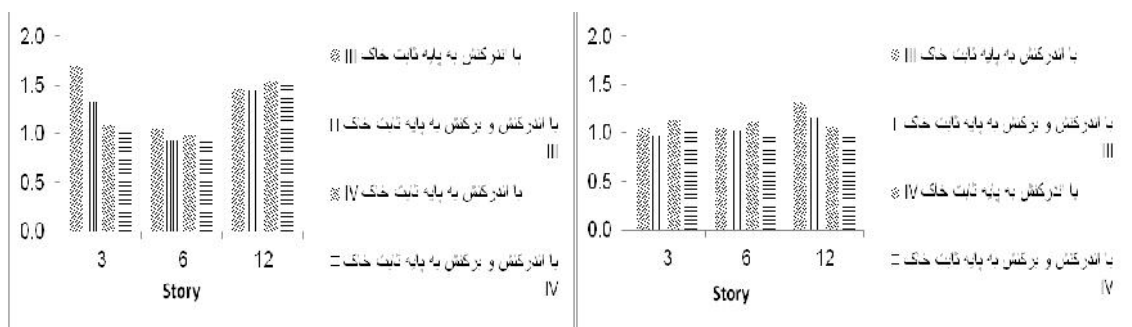 2.0
1.5
1.0
0.5
0.0
3 6 12
Story
با اندرکنش به پایه ثابت خاک III
با اندرکنش و برکنش به پایه ثابت خاک
III
با اندرکنش به پایه ثابت خاک IV
با اندرکنش و برکنش به پایه ثابت خاک
IV
2.0
1.5
1.0
0.5
0.0
3 6 12
Story
با اندرکنش به پایه ثابت خاک III
با اندرکنش و برکنش به پایه ثابت خاک
III
با اندرکنش به پایه ثابت خاک IV
با اندرکنش و برکنش به پایه ثابت خاک
IV